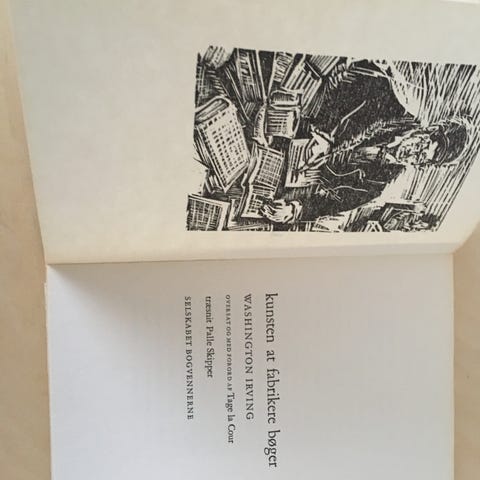 kunsten at fabrikere bøger
WASHINGTON IRVING
OVERSAT OG MED FORORD AF Tage la Cour
træsnit Palle Skipper
SELSKABET BOGVENNERNE